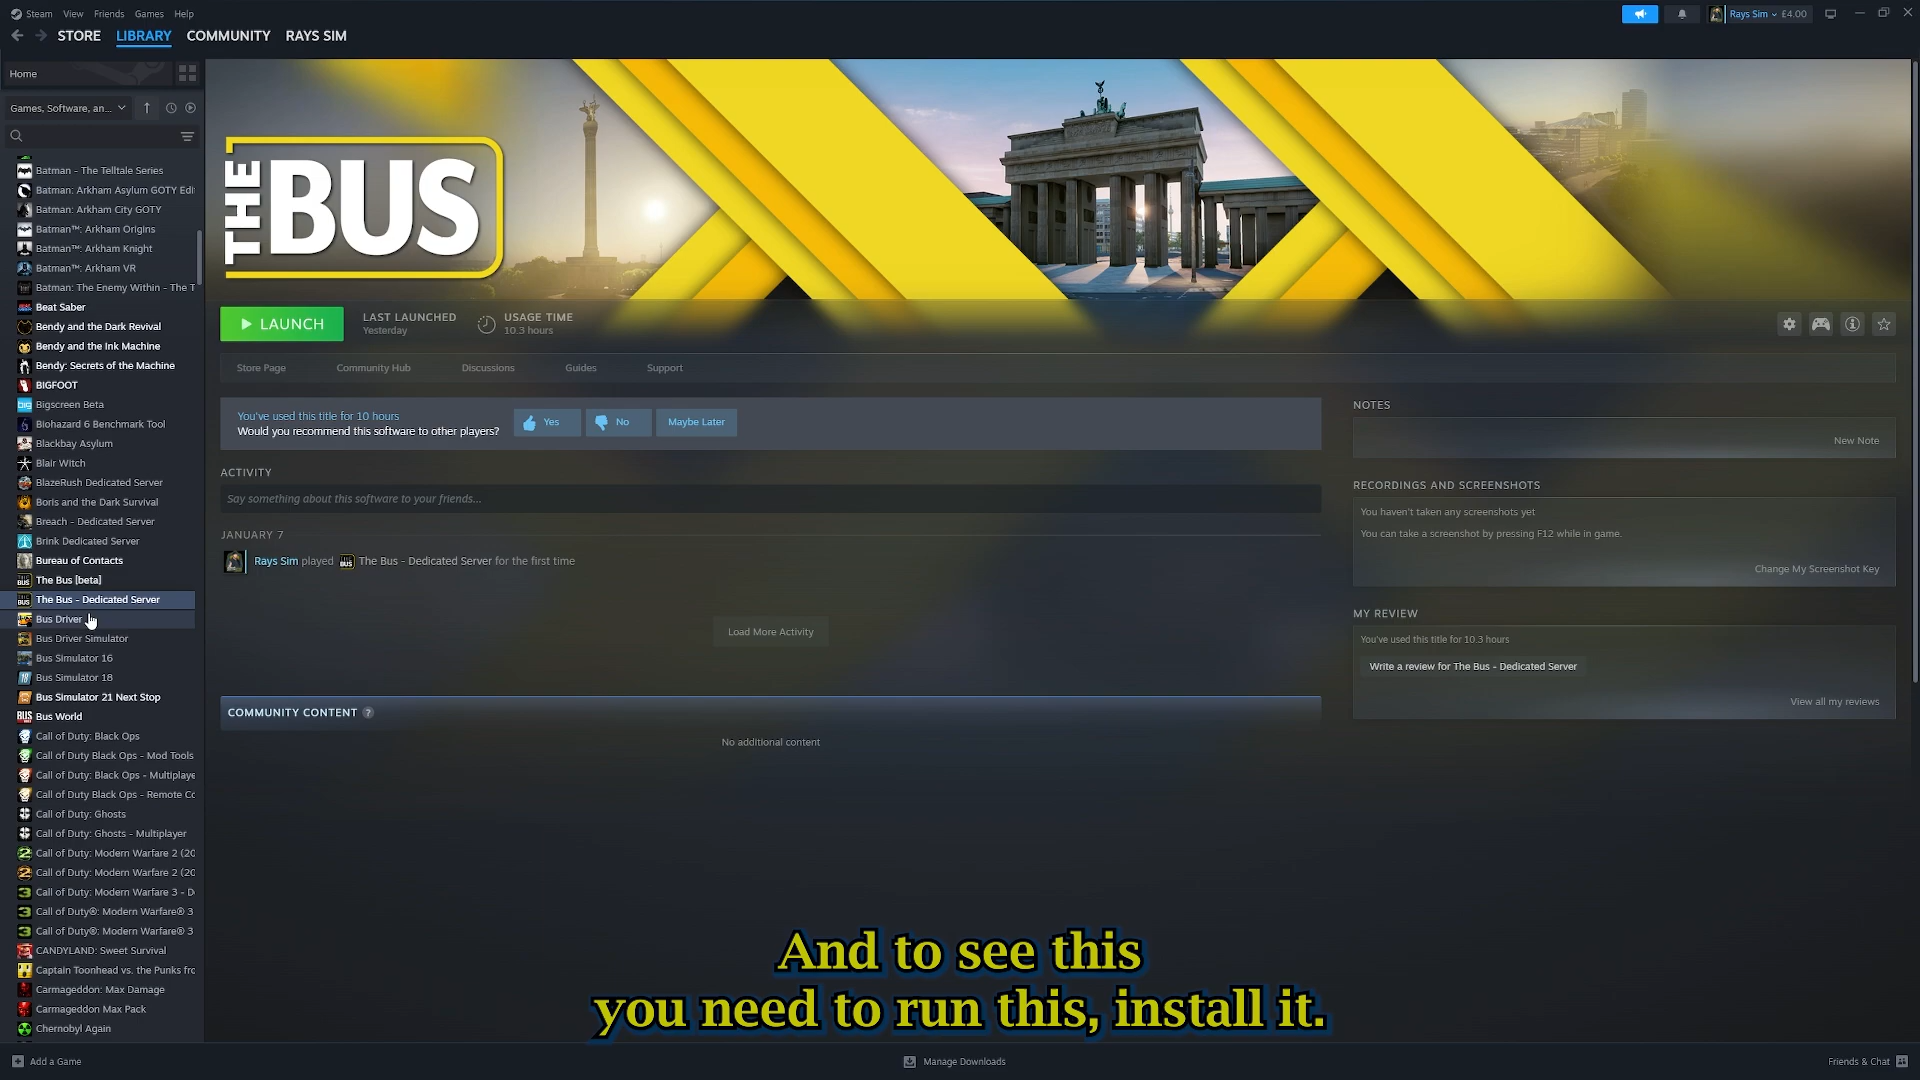 Steam View Friends Games Help
Rays Sim £4.00
STORE LIBRARY COMMUNITY RAYS SIM
Home
Games, Software, an...
Batman - The Telltale Series
Batman: Arkham Asylum GOTY Edi
Batman: Arkham City GOTY
Batman™: Arkham Origins
Batman™: Arkham Knight
Batman™: Arkham VR
Batman: The Enemy Within - The T
Beat Saber
Bendy and the Dark Revival
Bendy and the Ink Machine
Bendy: Secrets of the Machine
BIGFOOT
Bigscreen Beta
Biohazard 6 Benchmark Tool
Blackbay Asylum
Blair Witch
BlazeRush Dedicated Server
Boris and the Dark Survival
Breach - Dedicated Server
Brink Dedicated Server
Bureau of Contacts
The Bus [beta]
The Bus - Dedicated Server
Bus Driver
Bus Driver Simulator
Bus Simulator 16
Bus Simulator 18
Bus Simulator 21 Next Stop
Bus World
Call of Duty: Black Ops
Call of Duty Black Ops - Mod Tools
Call of Duty: Black Ops - Multiplaye
Call of Duty Black Ops - Remote Co
Call of Duty: Ghosts
Call of Duty: Ghosts - Multiplayer
Call of Duty: Modern Warfare 2 (20
Call of Duty: Modern Warfare 2 (20
Call of Duty: Modern Warfare 3 - D
Call of Duty®: Modern Warfare® 3
Call of Duty®: Modern Warfare® 3
CANDYLAND: Sweet Survival
Captain Toonhead vs. the Punks fro
Carmageddon: Max Damage
Carmageddon Max Pack
Chernobyl Again
THE BUS
LAUNCH
LAST LAUNCHED
Yesterday
USAGE TIME
10.3 hours
Store Page Community Hub Discussions Guides Support
You've used this title for 10 hours
Would you recommend this software to other players?
Yes No Maybe Later
ACTIVITY
Say something about this software to your friends...
JANUARY 7
Rays Sim played The Bus - Dedicated Server for the first time
Load More Activity
COMMUNITY CONTENT ?
No additional content
NOTES
New Note
RECORDINGS AND SCREENSHOTS
You haven't taken any screenshots yet
You can take a screenshot by pressing F12 while in game.
Change My Screenshot Key
MY REVIEW
You've used this title for 10.3 hours
Write a review for The Bus - Dedicated Server
View all my reviews
And to see this
you need to run this, install it.
Add a Game
Manage Downloads
Friends & Chat